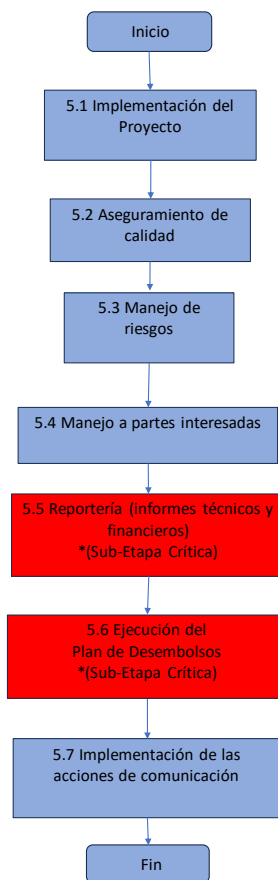 Inicio
5.1 Implementación del
Proyecto
5.2 Aseguramiento de
calidad
5.3 Manejo de
riesgos
5.4 Manejo a partes interesadas
5.5 Reportería (informes técnicos y
financieros)
*(Sub-Etapa Crítica)
5.6 Ejecución del
Plan de Desembolsos
*(Sub-Etapa Crítica)
5.7 Implementación de las
acciones de comunicación
Fin